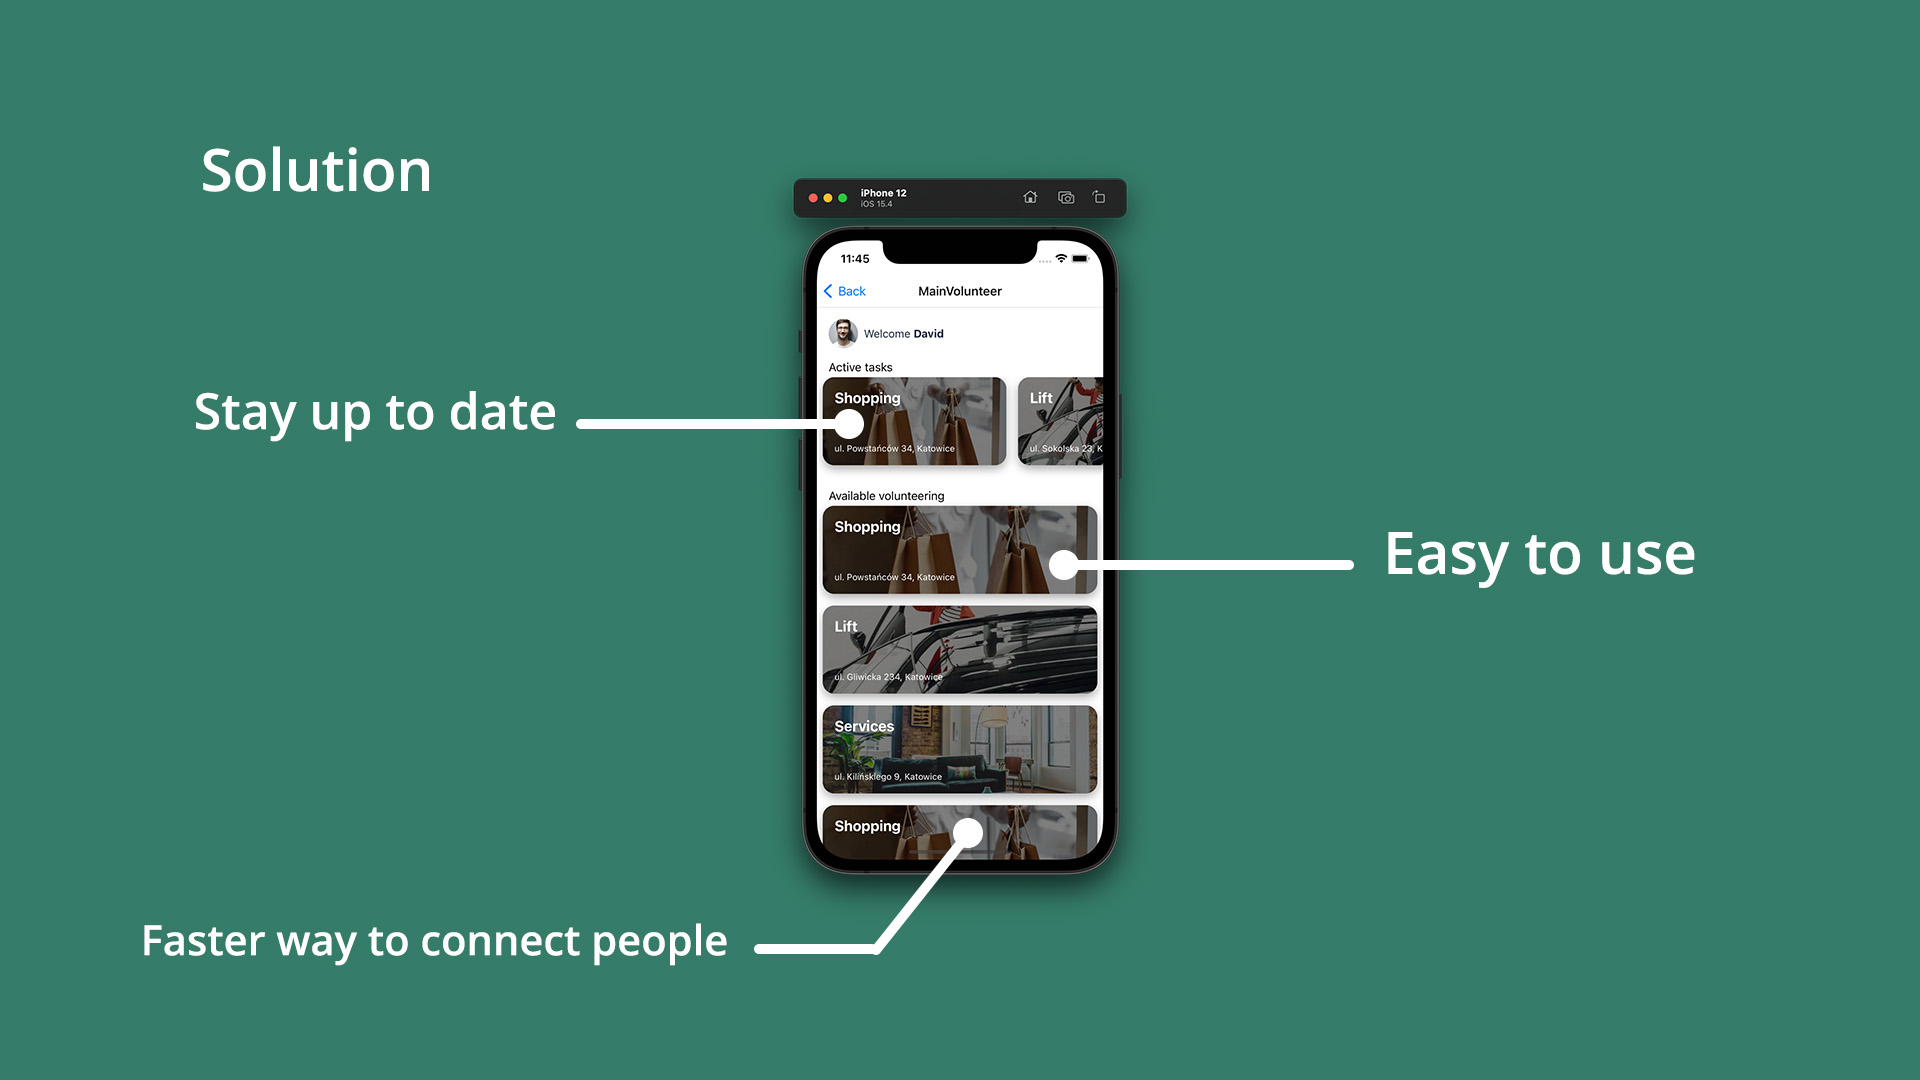 Solution
iPhone 12
iOS 15.4
11:45
Back
MainVolunteer
Welcome David
Active tasks
Shopping
ul. Powstańców 34, Katowice
Lift
ul. Sokolska 23, K
Stay up to date
Available volunteering
Shopping
ul. Powstańców 34, Katowice
Easy to use
Lift
ul. Gliwicka 234, Katowice
Services
ul. Kilińskiego 9, Katowice
Shopping
Faster way to connect people